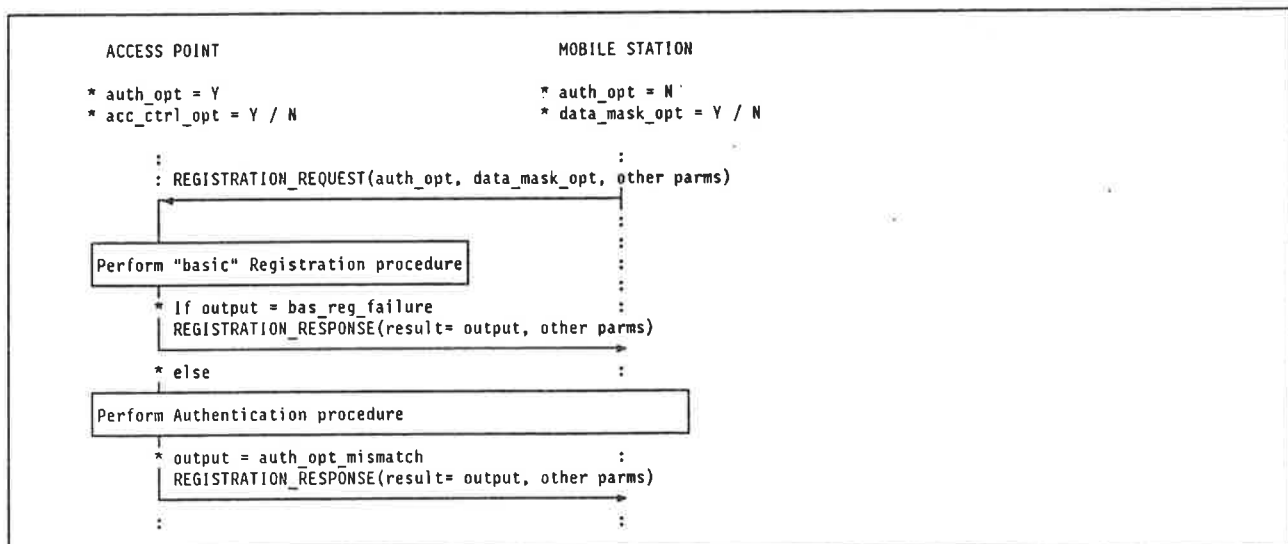 ACCESS POINT MOBILE STATION
* auth_opt = Y * auth_opt = N
* acc_ctrl_opt = Y / N * data_mask_opt = Y / N
: :
: REGISTRATION_REQUEST(auth_opt, data_mask_opt, other parms)
:
:
Perform "basic" Registration procedure :
:
* If output = bas_reg_failure :
REGISTRATION_RESPONSE(result= output, other parms)
* else :
Perform Authentication procedure
* output = auth_opt_mismatch :
REGISTRATION_RESPONSE(result= output, other parms)
: :